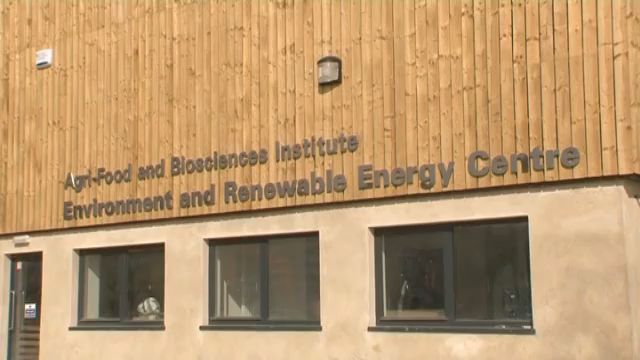 Agri-Food and Biosciences Institute
Environment and Renewable Energy Centre